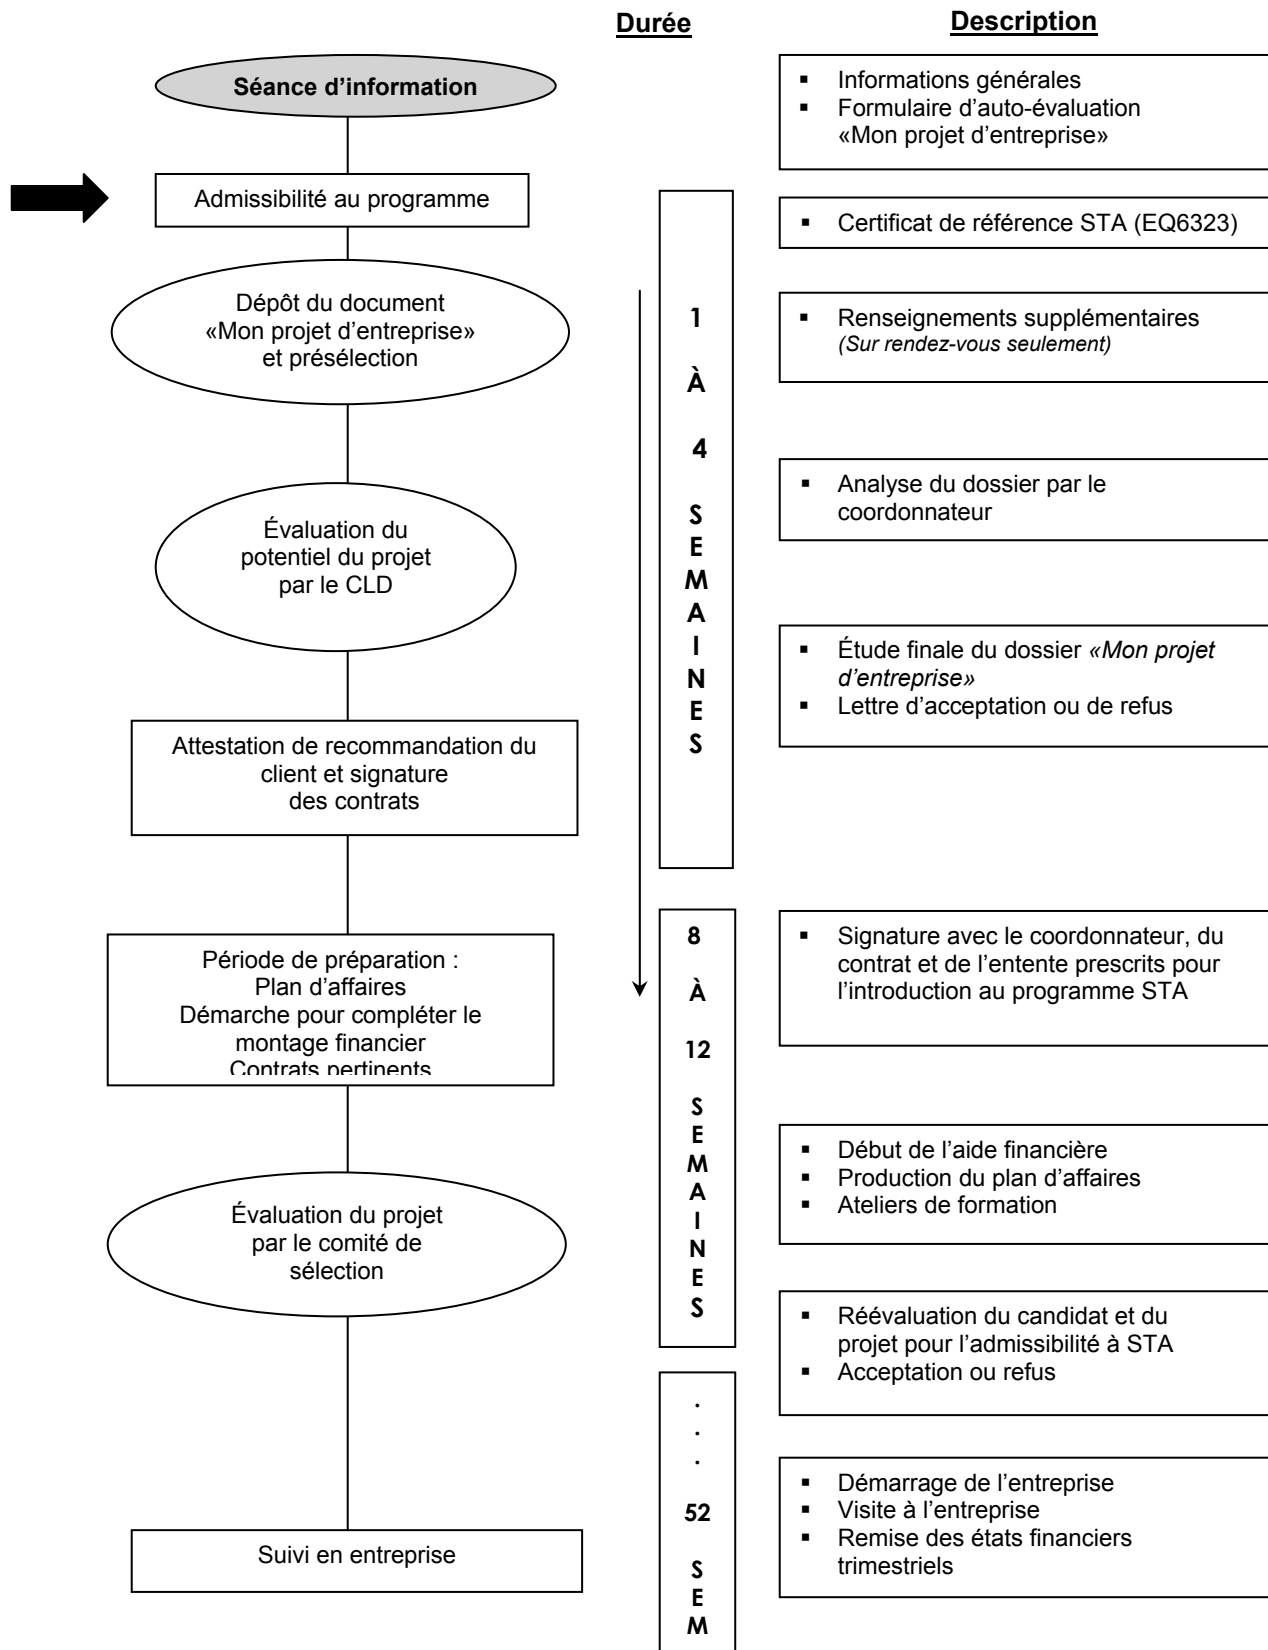 Durée
Description
Séance d’information
Admissibilité au programme
Dépôt du document
«Mon projet d’entreprise»
et présélection
Évaluation du
potentiel du projet
par le CLD
Attestation de recommandation du
client et signature
des contrats
Période de préparation :
Plan d’affaires
Démarche pour compléter le
montage financier
Contrats pertinents
Évaluation du projet
par le comité de
sélection
Suivi en entreprise
1
À
4
S
E
M
A
I
N
E
S
8
À
12
S
E
M
A
I
N
E
S
.
.
.
52
S
E
M
▪ Informations générales
▪ Formulaire d’auto-évaluation
«Mon projet d’entreprise»
▪ Certificat de référence STA (EQ6323)
▪ Renseignements supplémentaires
(Sur rendez-vous seulement)
▪ Analyse du dossier par le
coordonnateur
▪ Étude finale du dossier «Mon projet
d’entreprise»
▪ Lettre d’acceptation ou de refus
▪ Signature avec le coordonnateur, du
contrat et de l’entente prescrits pour
l’introduction au programme STA
▪ Début de l’aide financière
▪ Production du plan d’affaires
▪ Ateliers de formation
▪ Réévaluation du candidat et du
projet pour l’admissibilité à STA
▪ Acceptation ou refus
▪ Démarrage de l’entreprise
▪ Visite à l’entreprise
▪ Remise des états financiers
trimestriels